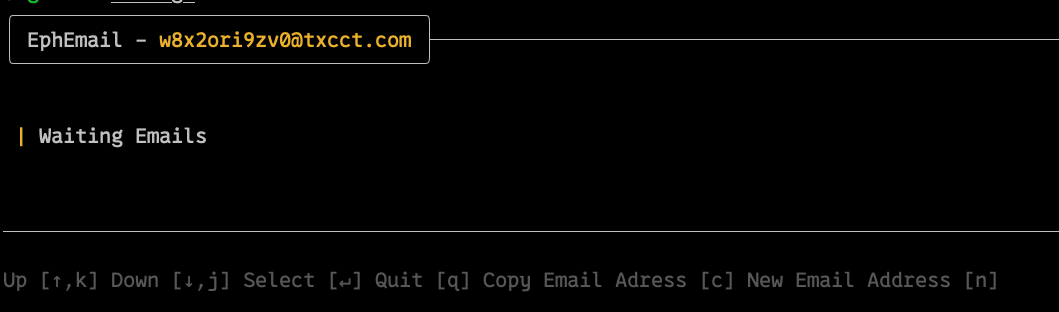 EphEmail - w8x2ori9zv0@txcct.com
| Waiting Emails
Up [↑,k] Down [↓,j] Select [↵] Quit [q] Copy Email Adress [c] New Email Address [n]